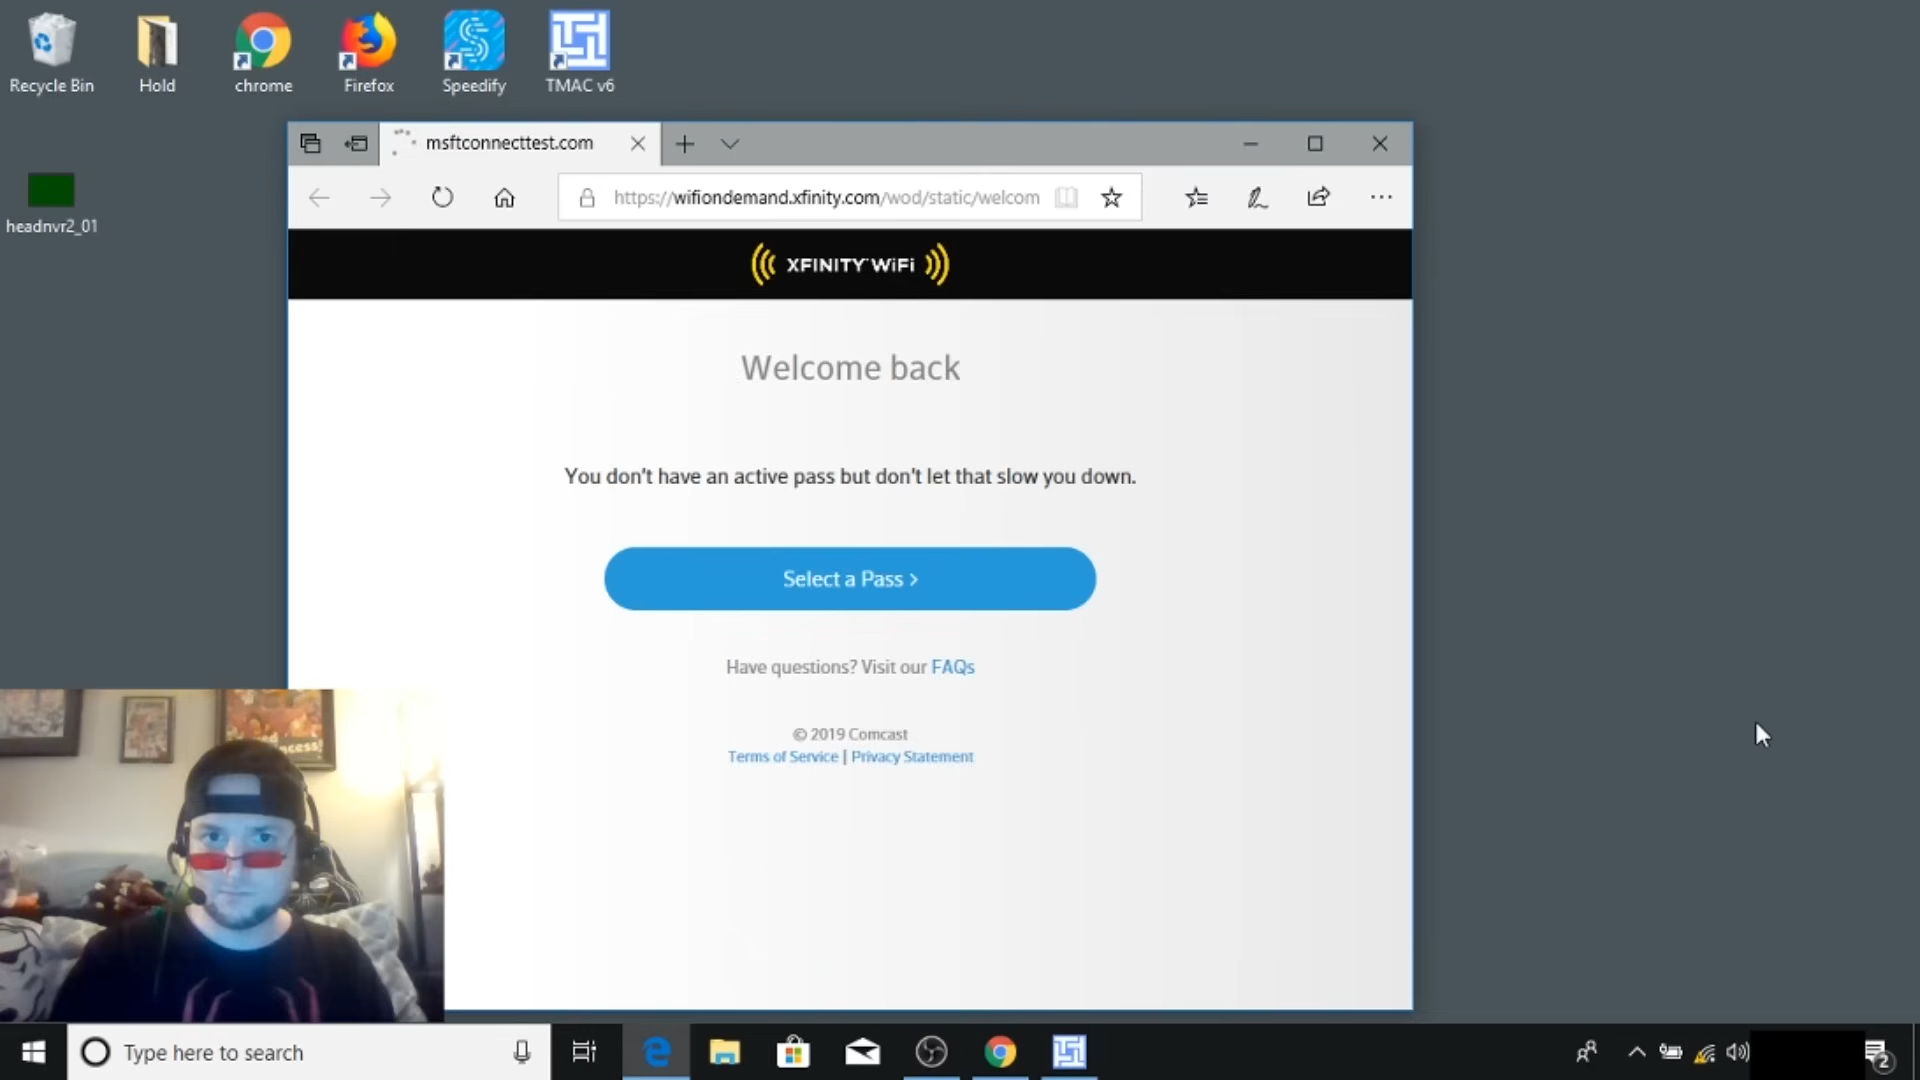 Recycle Bin
Hold
chrome
Firefox
Speedify
TMAC v6
headnvr2_01
msftconnecttest.com
https://wifiondemand.xfinity.com/wod/static/welcom
XFINITY WiFi
Welcome back
You don't have an active pass but don't let that slow you down.
Select a Pass >
Have questions? Visit our FAQs
© 2019 Comcast
Terms of Service | Privacy Statement
Type here to search
2